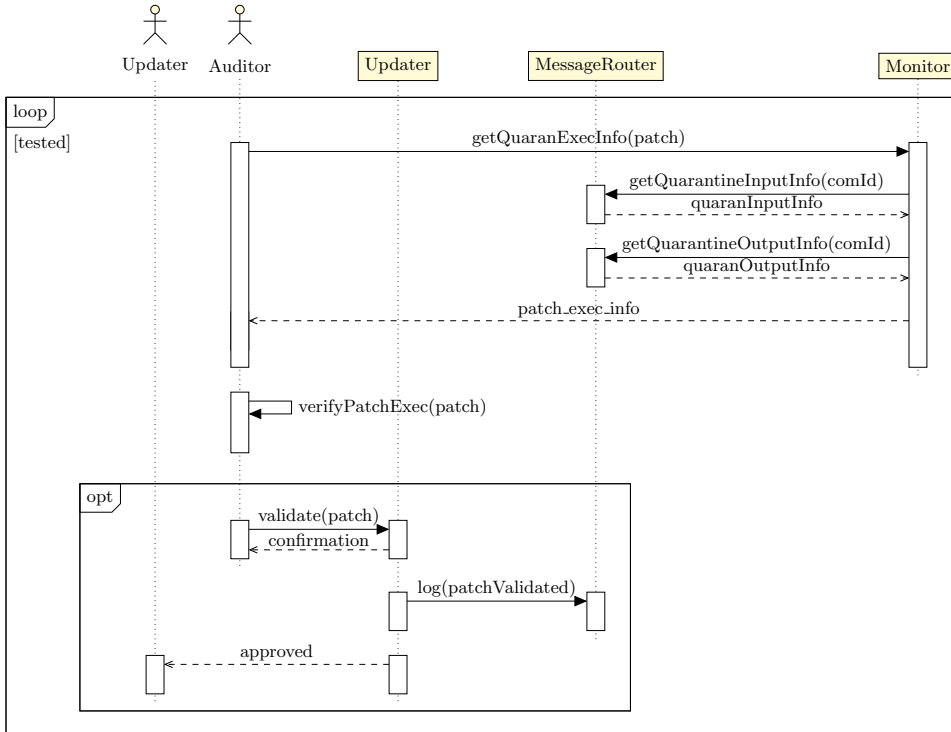 Updater
Auditor
Updater
MessageRouter
Monitor
loop
[tested]
getQuaranExecInfo(patch)
getQuarantineInputInfo(comId)
quaranInputInfo
getQuarantineOutputInfo(comId)
quaranOutputInfo
patch_exec_info
verifyPatchExec(patch)
opt
validate(patch)
confirmation
log(patchValidated)
approved